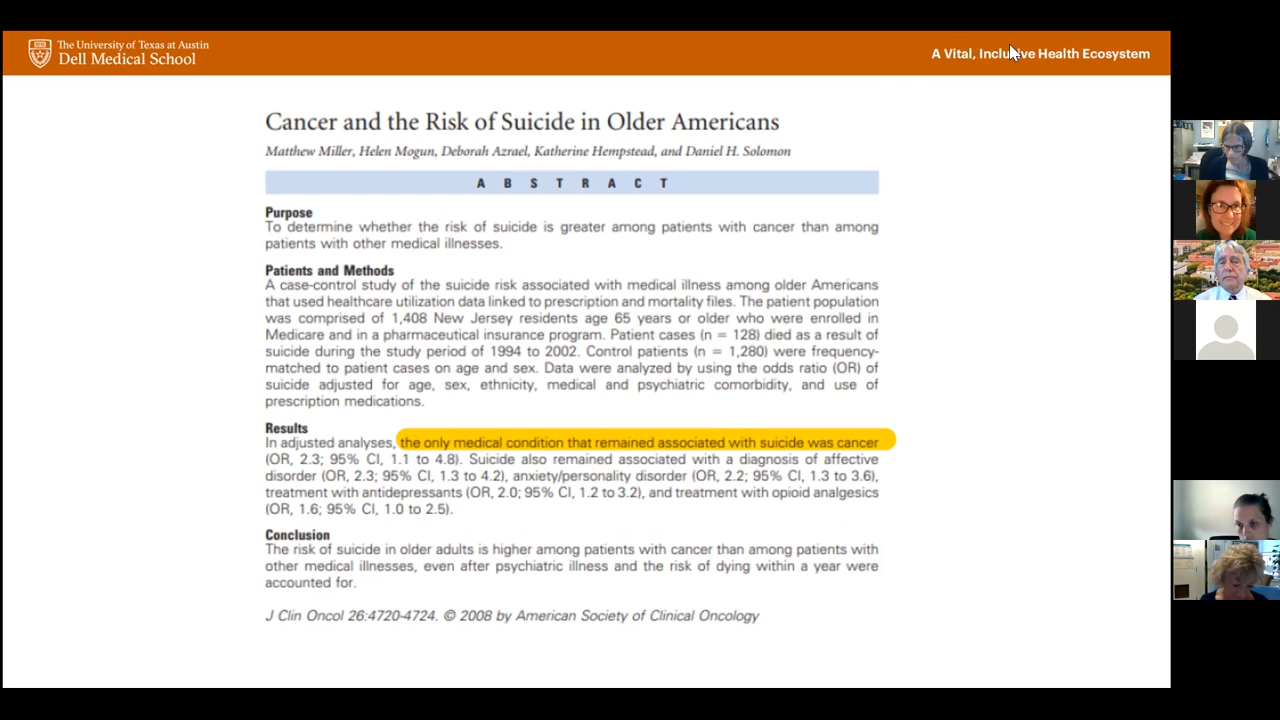 The University of Texas at Austin
Dell Medical School
A Vital, Inclusive Health Ecosystem
Cancer and the Risk of Suicide in Older Americans
Matthew Miller, Helen Mogun, Deborah Azrael, Katherine Hempstead, and Daniel H. Solomon
A B S T R A C T
Purpose
To determine whether the risk of suicide is greater among patients with cancer than among
patients with other medical illnesses.
Patients and Methods
A case-control study of the suicide risk associated with medical illness among older Americans
that used healthcare utilization data linked to prescription and mortality files. The patient population
was comprised of 1,408 New Jersey residents age 65 years or older who were enrolled in
Medicare and in a pharmaceutical insurance program. Patient cases (n = 128) died as a result of
suicide during the study period of 1994 to 2002. Control patients (n = 1,280) were frequency-
matched to patient cases on age and sex. Data were analyzed by using the odds ratio (OR) of
suicide adjusted for age, sex, ethnicity, medical and psychiatric comorbidity, and use of
prescription medications.
Results
In adjusted analyses, the only medical condition that remained associated with suicide was cancer
(OR, 2.3; 95% CI, 1.1 to 4.8). Suicide also remained associated with a diagnosis of affective
disorder (OR, 2.3; 95% CI, 1.3 to 4.2), anxiety/personality disorder (OR, 2.2; 95% CI, 1.3 to 3.6),
treatment with antidepressants (OR, 2.0; 95% CI, 1.2 to 3.2), and treatment with opioid analgesics
(OR, 1.6; 95% CI, 1.0 to 2.5).
Conclusion
The risk of suicide in older adults is higher among patients with cancer than among patients with
other medical illnesses, even after psychiatric illness and the risk of dying within a year were
accounted for.
J Clin Oncol 26:4720-4724. © 2008 by American Society of Clinical Oncology